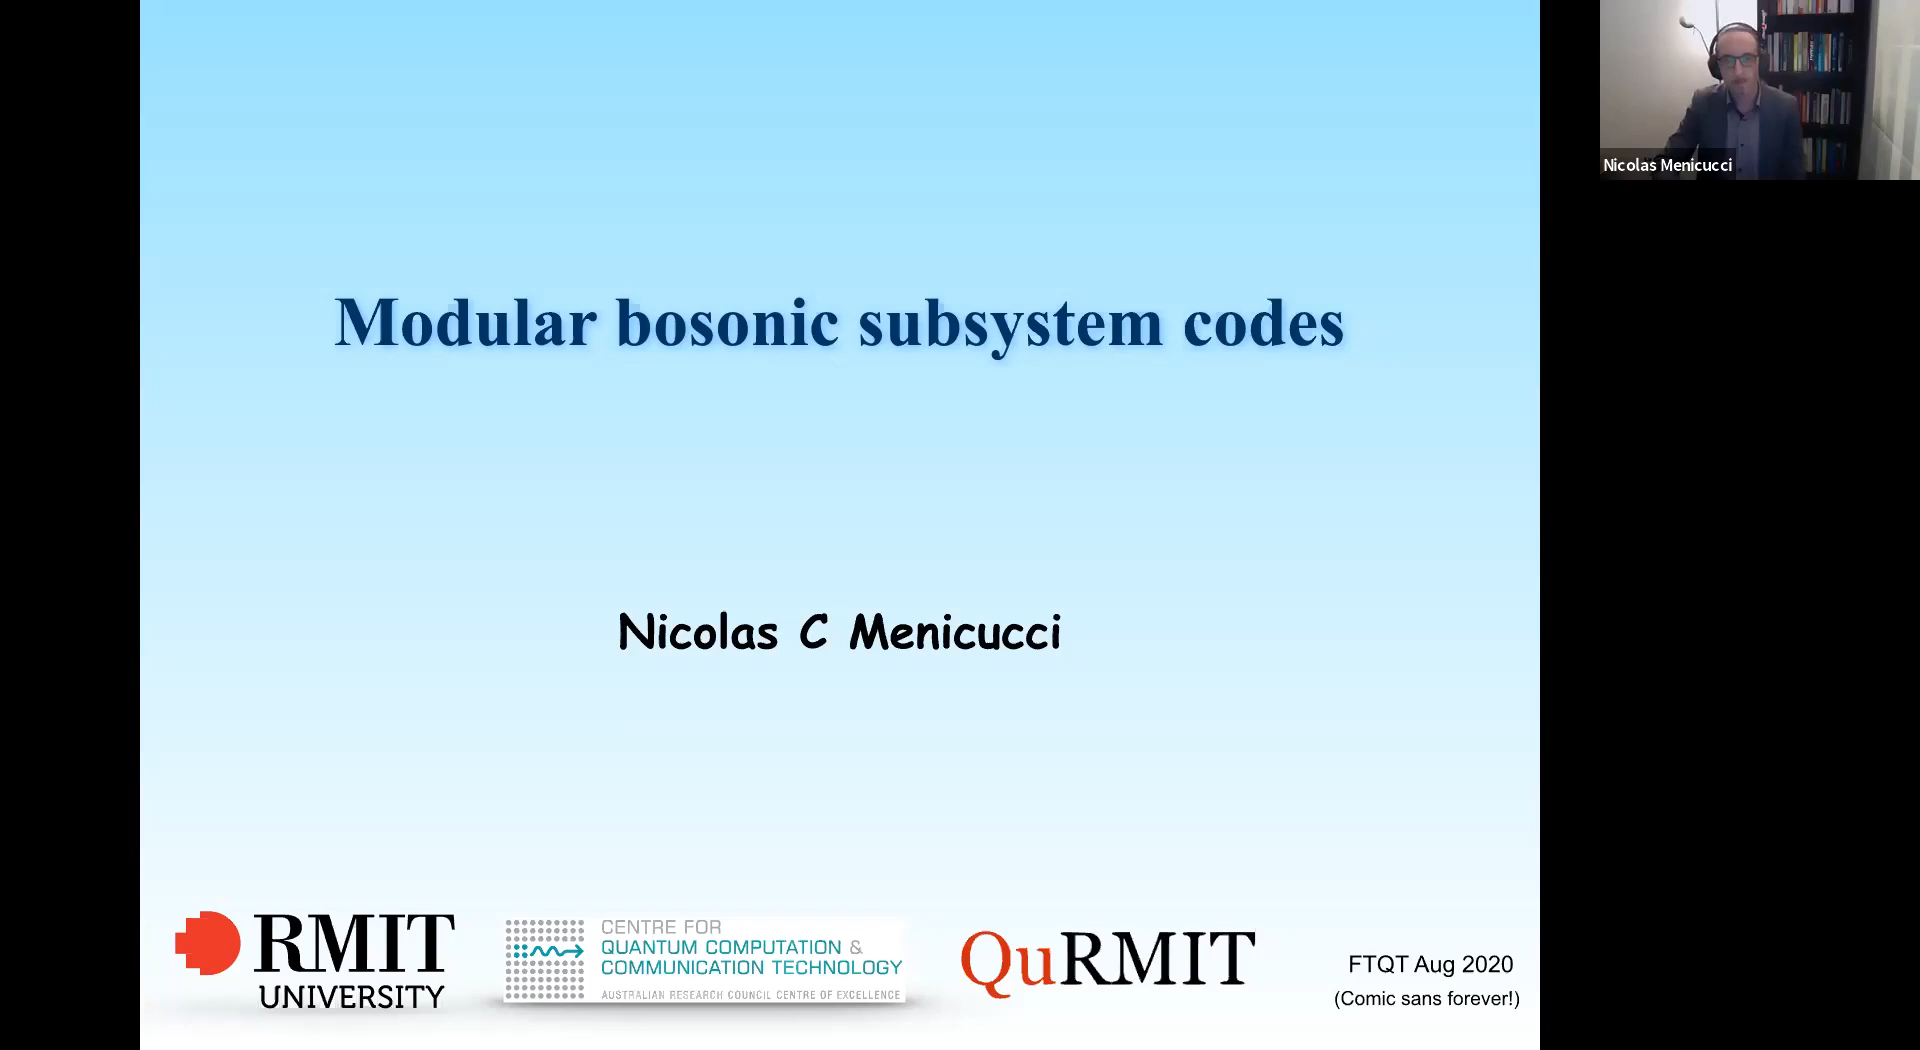 Nicolas Menicucci
Modular bosonic subsystem codes
Nicolas C Menicucci
RMIT
UNIVERSITY
CENTRE FOR
QUANTUM COMPUTATION &
COMMUNICATION TECHNOLOGY
AUSTRALIAN RESEARCH COUNCIL CENTRE OF EXCELLENCE
QuRMIT
FTQT Aug 2020
(Comic sans forever!)